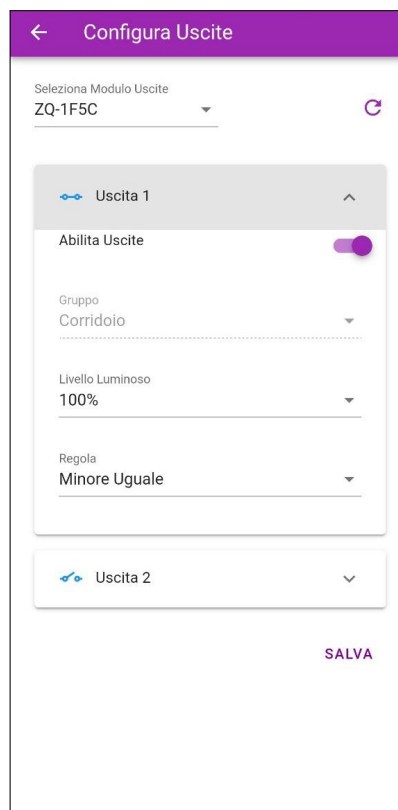 Configura Uscite
Seleziona Modulo Uscite
ZQ-1F5C
Uscita 1
Abilita Uscite
Gruppo
Corridoio
Livello Luminoso
100%
Regola
Minore Uguale
Uscita 2
SALVA